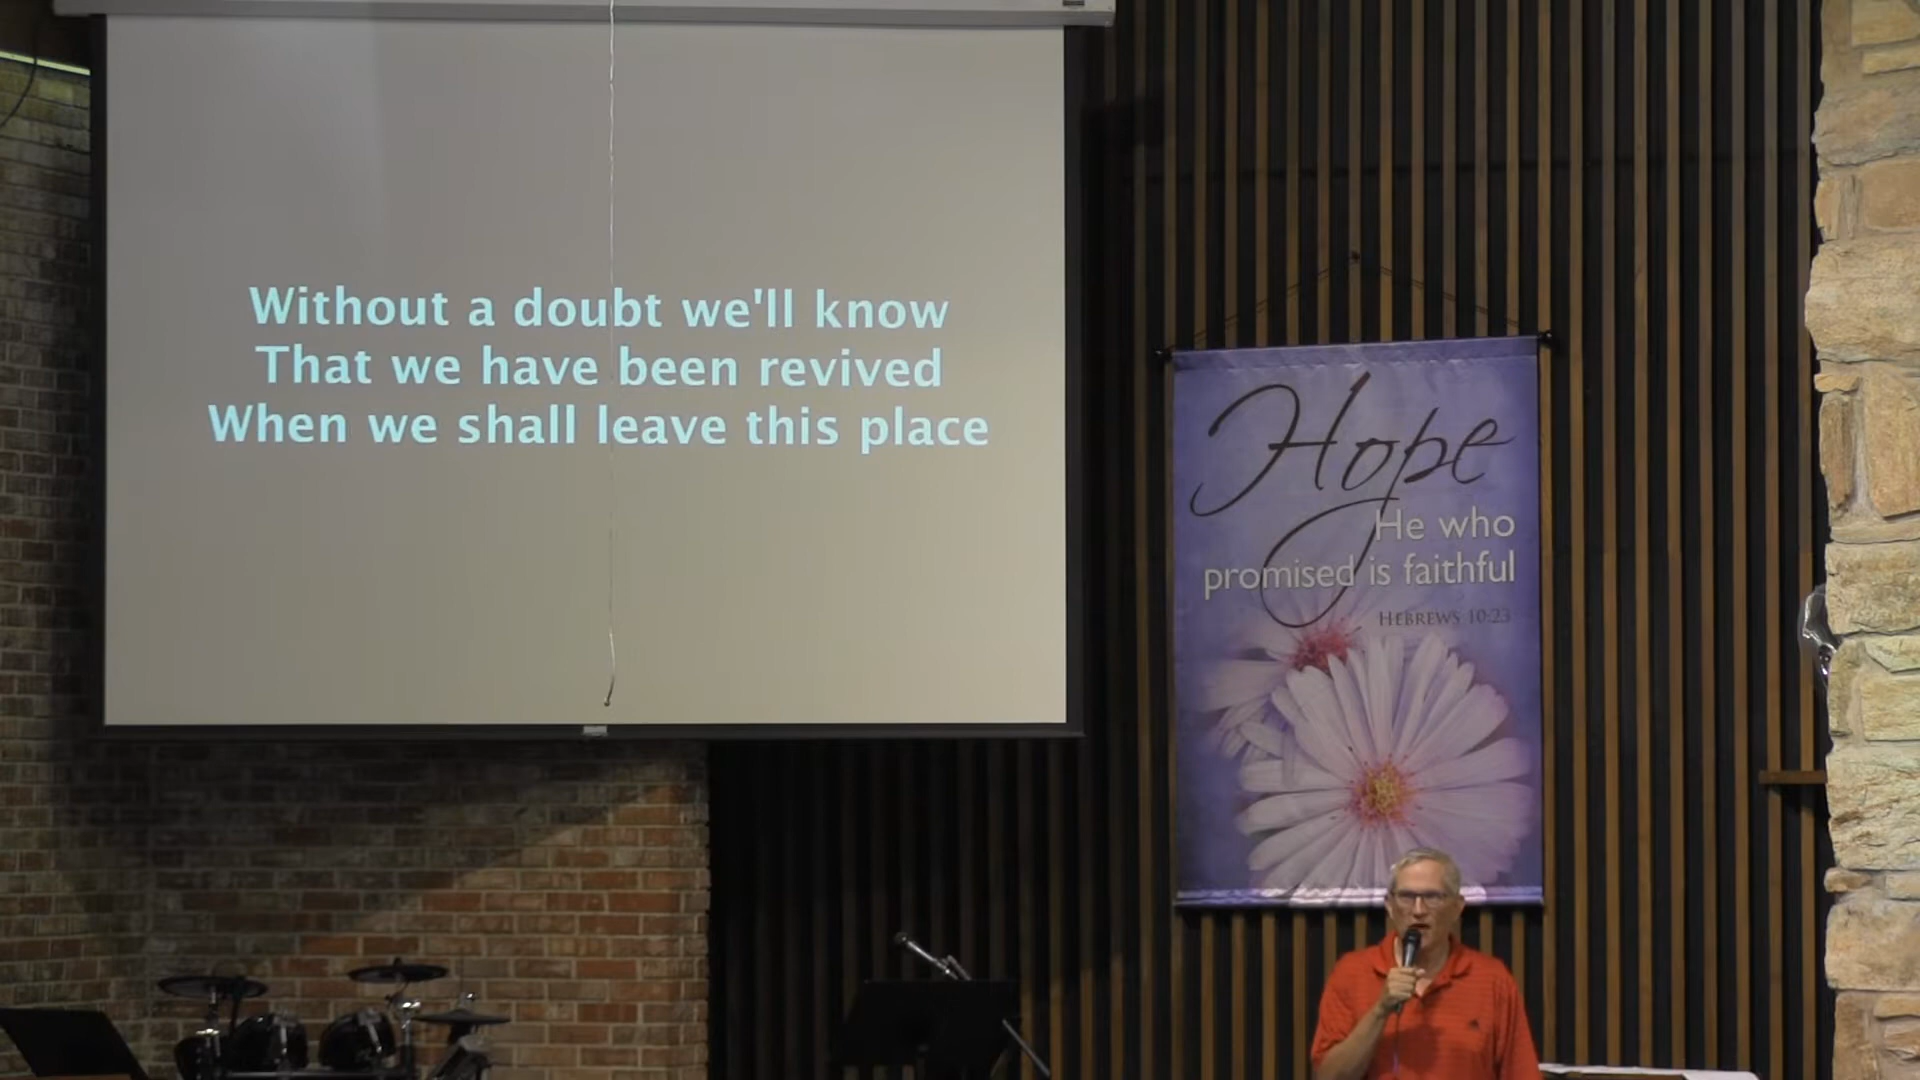 Without a doubt we'll know
That we have been revived
When we shall leave this place
Hope
He who
promised is faithful
HEBREWS 10:23